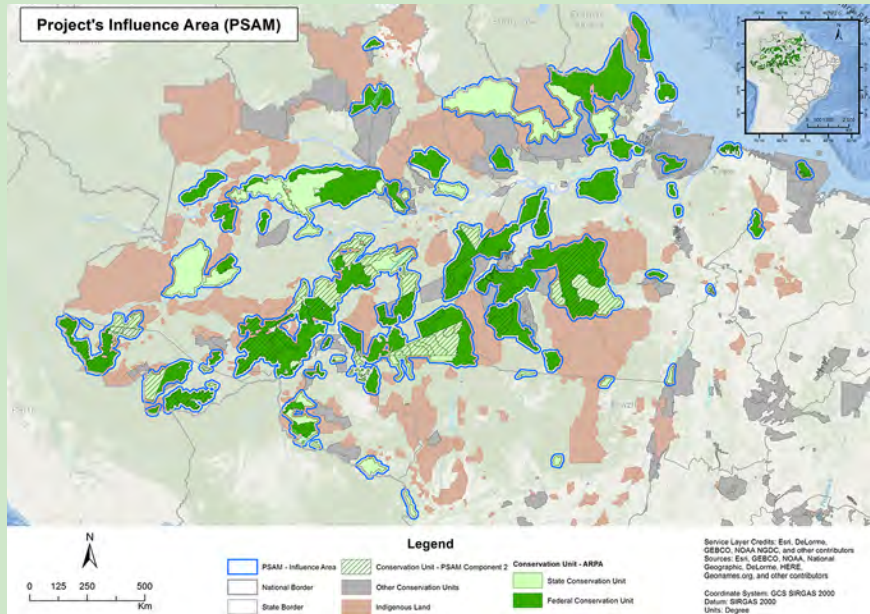 Project's Influence Area (PSAM)
N
0 125 250 500
Km
Legend
PSAM - Influence Area
National Border
State Border
Conservation Unit - PSAM Component 2
Other Conservation Units
Indigenous Land
Conservation Unit - ARPA
State Conservation Unit
Federal Conservation Unit
Service Layer Credits: Esri, DeLorme,
GEBCO, NOAA NGDC, and other contributors
Sources: Esri, GEBCO, NOAA, National
Geographic, DeLorme, HERE,
Geonames.org, and other contributors
Coordinate System: GCS SIRGAS 2000
Datum: SIRGAS 2000
Units: Degree